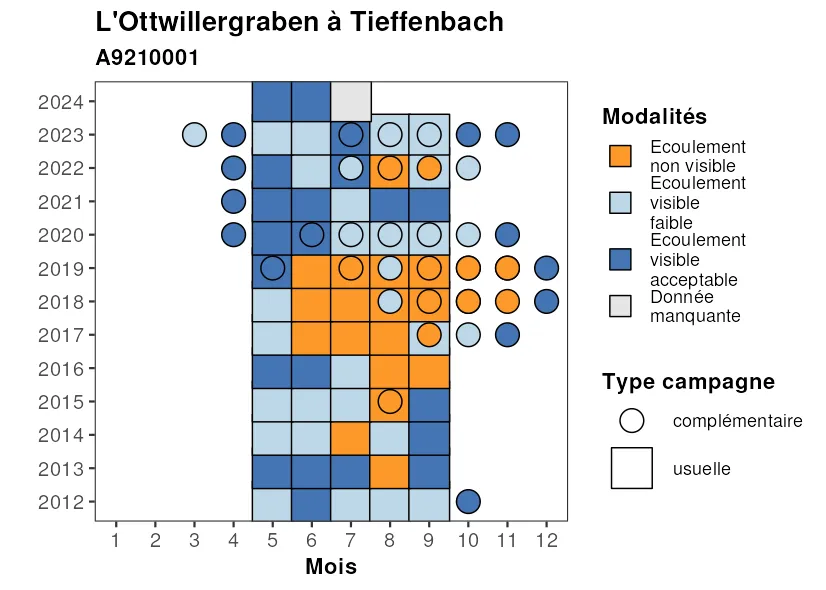 L'Ottwillergraben à Tieffenbach
A9210001
2024
2023
2022
2021
2020
2019
2018
2017
2016
2015
2014
2013
2012
1 2 3 4 5 6 7 8 9 10 11 12
Mois
Modalités
Ecoulement
non visible
Ecoulement
visible
faible
Ecoulement
visible
acceptable
Donnée
manquante
Type campagne
complémentaire
usuelle